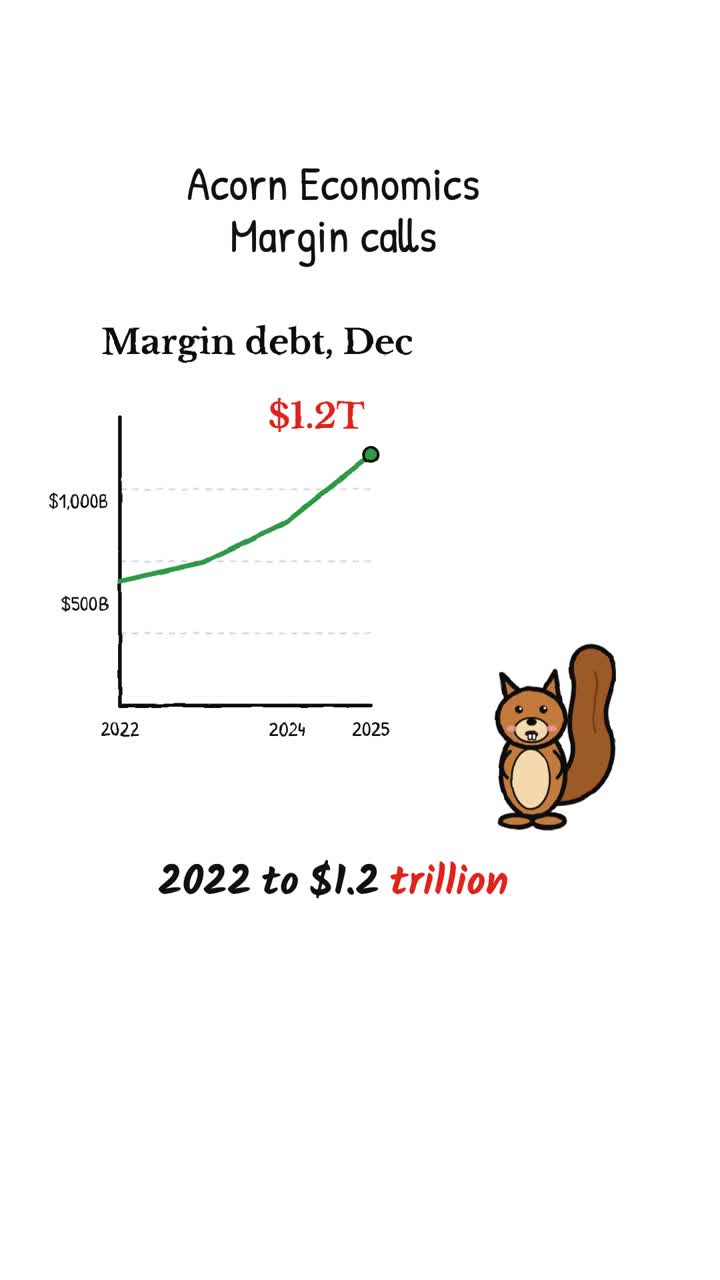 Acorn Economics
Margin calls
Margin debt, Dec
$1.2T
$1,000B
$500B
2022
2024
2025
2022 to $1.2 trillion